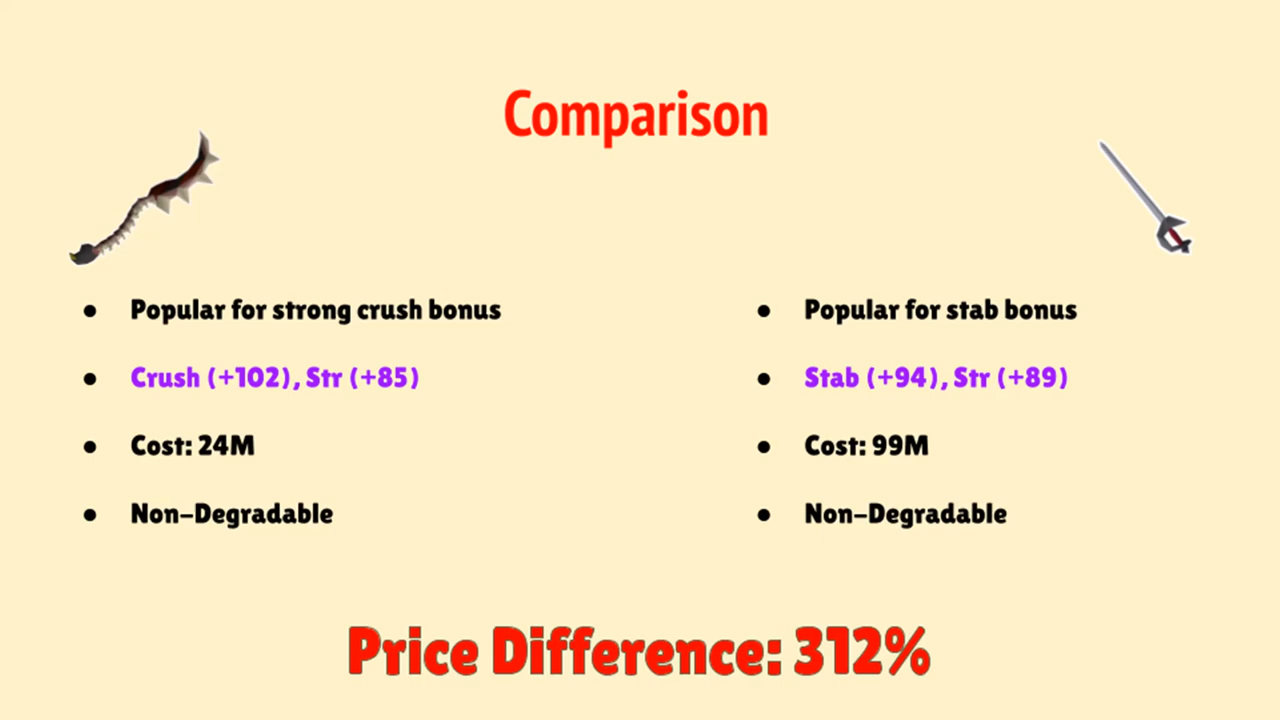 Comparison
● Popular for strong crush bonus
● Crush (+102), Str (+85)
● Cost: 24M
● Non-Degradable
● Popular for stab bonus
● Stab (+94), Str (+89)
● Cost: 99M
● Non-Degradable
Price Difference: 312%